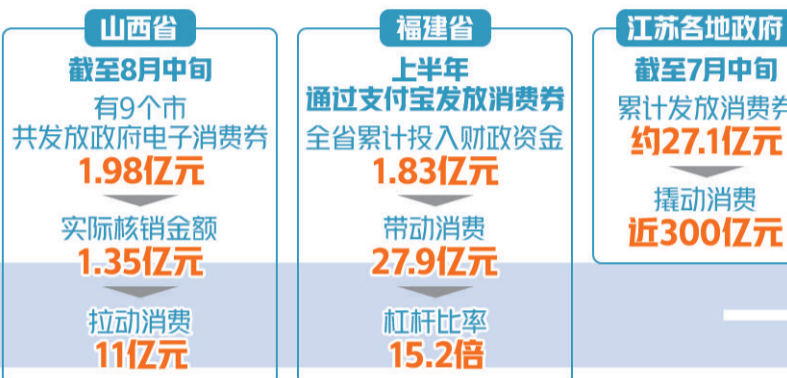 山西省
截至8月中旬
有9个市
共发放政府电子消费券
1.98亿元
实际核销金额
1.35亿元
拉动消费
11亿元
福建省
上半年
通过支付宝发放消费券
全省累计投入财政资金
1.83亿元
带动消费
27.9亿元
杠杆比率
15.2倍
江苏各地政府
截至7月中旬
累计发放消费券
约27.1亿元
撬动消费
近300亿元